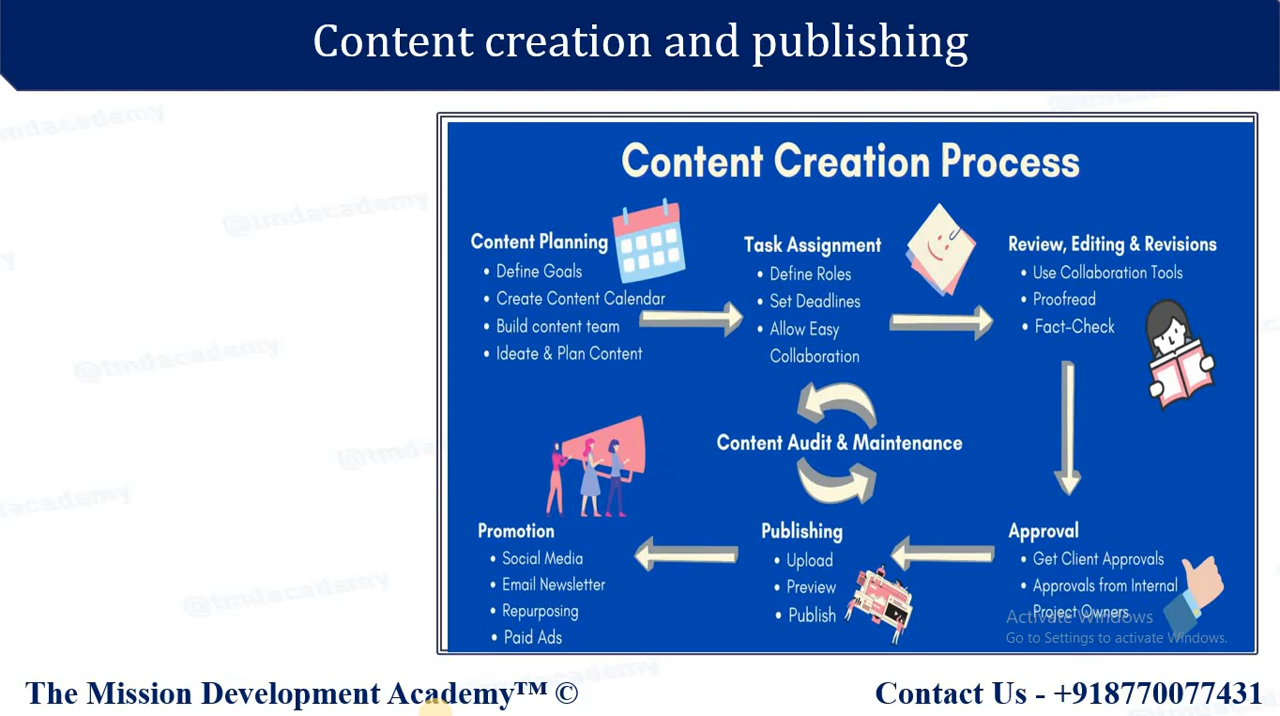 Content creation and publishing
@tmdacademy
Content Creation Process
Content Planning
• Define Goals
• Create Content Calendar
• Build content team
• Ideate & Plan Content
Task Assignment
• Define Roles
• Set Deadlines
• Allow Easy
Collaboration
Review, Editing & Revisions
• Use Collaboration Tools
• Proofread
• Fact-Check
Content Audit & Maintenance
Promotion
• Social Media
• Email Newsletter
• Repurposing
• Paid Ads
Publishing
• Upload
• Preview
• Publish
Approval
• Get Client Approvals
• Approvals from Internal
Project Owners
Activate Windows
Go to Settings to activate Windows.
The Mission Development Academy™ ©
Contact Us - +918770077431